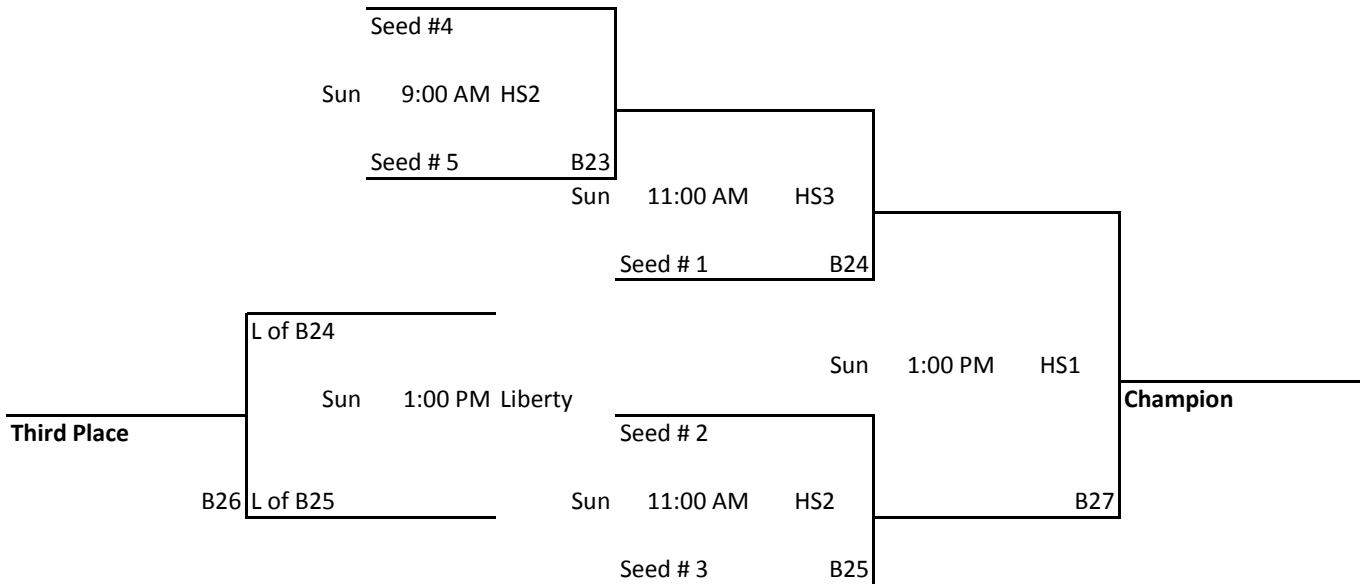 Seed #4
Sun 9:00 AM HS2
Seed # 5 B23
Sun 11:00 AM HS3
Seed # 1 B24
L of B24
Sun 1:00 PM HS1
Sun 1:00 PM Liberty Champion
Third Place Seed # 2
B26 L of B25 Sun 11:00 AM HS2 B27
Seed # 3 B25